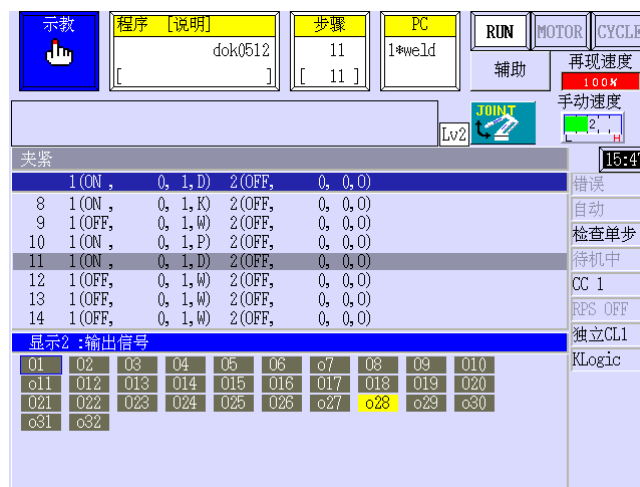 示教
程序 [说明]
dok0512
[ ]
步骤
11
[ 11 ]
PC
1*weld
RUN
MOTOR
CYCLE
辅助
再现速度
100%
手动速度
2
L H
Lv2
JOINT
夹紧
15:47
1(ON , 0, 1,D) 2(OFF, 0, 0,O)
8 1(ON , 0, 1,K) 2(OFF, 0, 0,O)
9 1(OFF, 0, 1,W) 2(OFF, 0, 0,O)
10 1(ON , 0, 1,P) 2(OFF, 0, 0,O)
11 1(ON , 0, 1,D) 2(OFF, 0, 0,O)
12 1(OFF, 0, 1,W) 2(OFF, 0, 0,O)
13 1(OFF, 0, 1,W) 2(OFF, 0, 0,O)
14 1(OFF, 0, 1,W) 2(OFF, 0, 0,O)
错误
自动
检查单步
待机中
CC 1
RPS OFF
独立CL1
KLogic
显示2 :输出信号
O1 O2 O3 O4 O5 O6 o7 O8 O9 O10
o11 O12 O13 O14 O15 O16 O17 O18 O19 O20
O21 O22 O23 O24 O25 O26 o27 o28 o29 o30
o31 o32